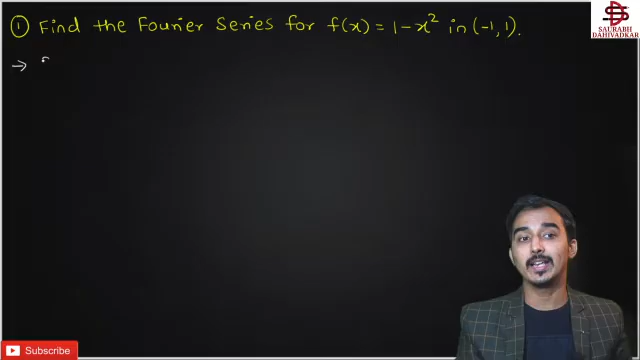 ① Find the Fourier Series for f(x) = 1 - x² in (-1, 1).
→
SAURABH
DAHIVADKAR
Subscribe